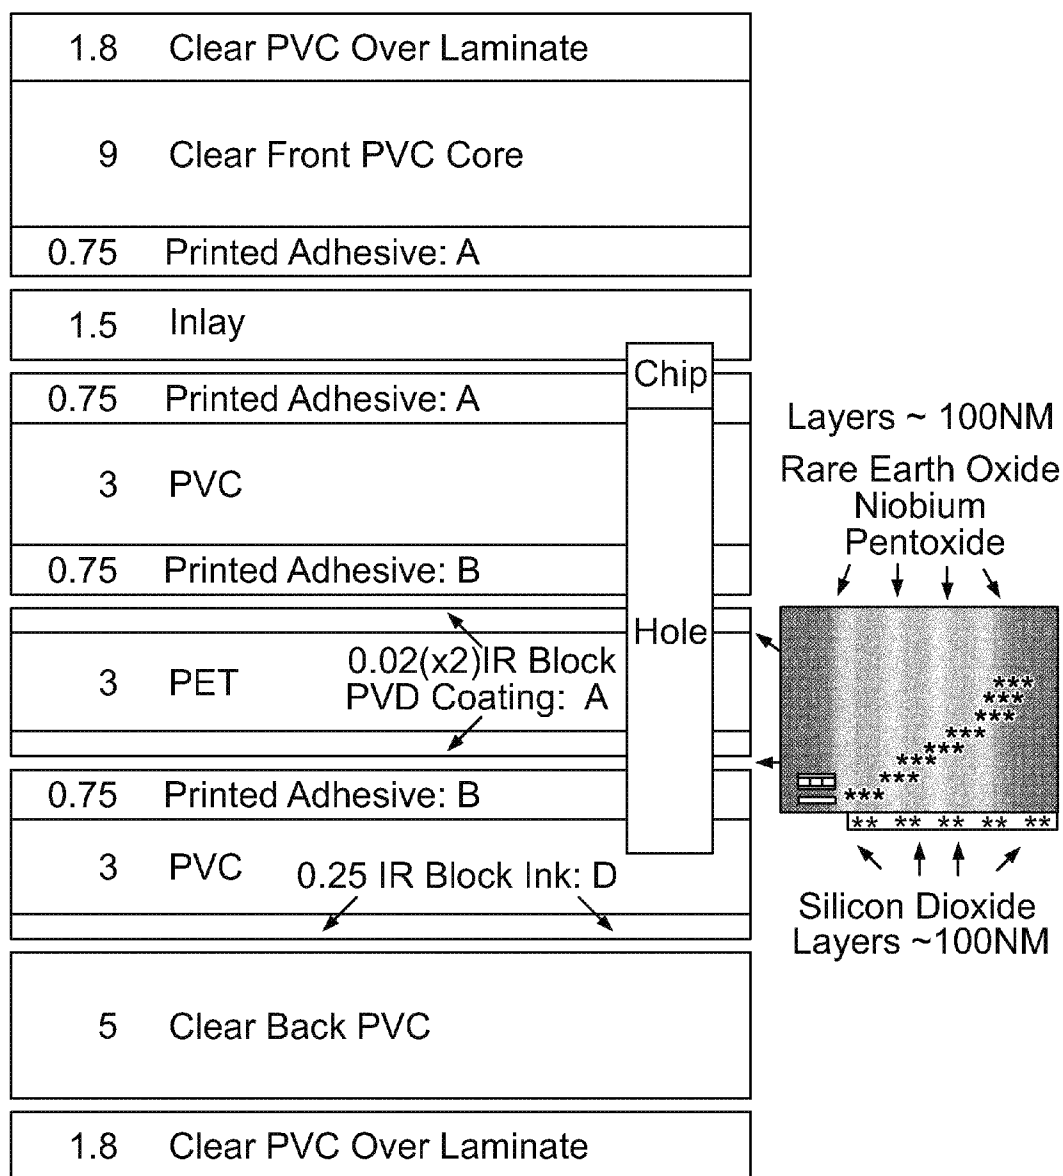 1.8 Clear PVC Over Laminate
9 Clear Front PVC Core
0.75 Printed Adhesive: A
1.5 Inlay
Chip
0.75 Printed Adhesive: A
3 PVC
0.75 Printed Adhesive: B
Hole
3 PET
0.02(x2)IR Block
PVD Coating: A
0.75 Printed Adhesive: B
3 PVC
0.25 IR Block Ink: D
5 Clear Back PVC
1.8 Clear PVC Over Laminate
Layers ~ 100NM
Rare Earth Oxide
Niobium
Pentoxide
***
***
***
***
***
***
***
***
** ** ** ** **
Silicon Dioxide
Layers ~100NM